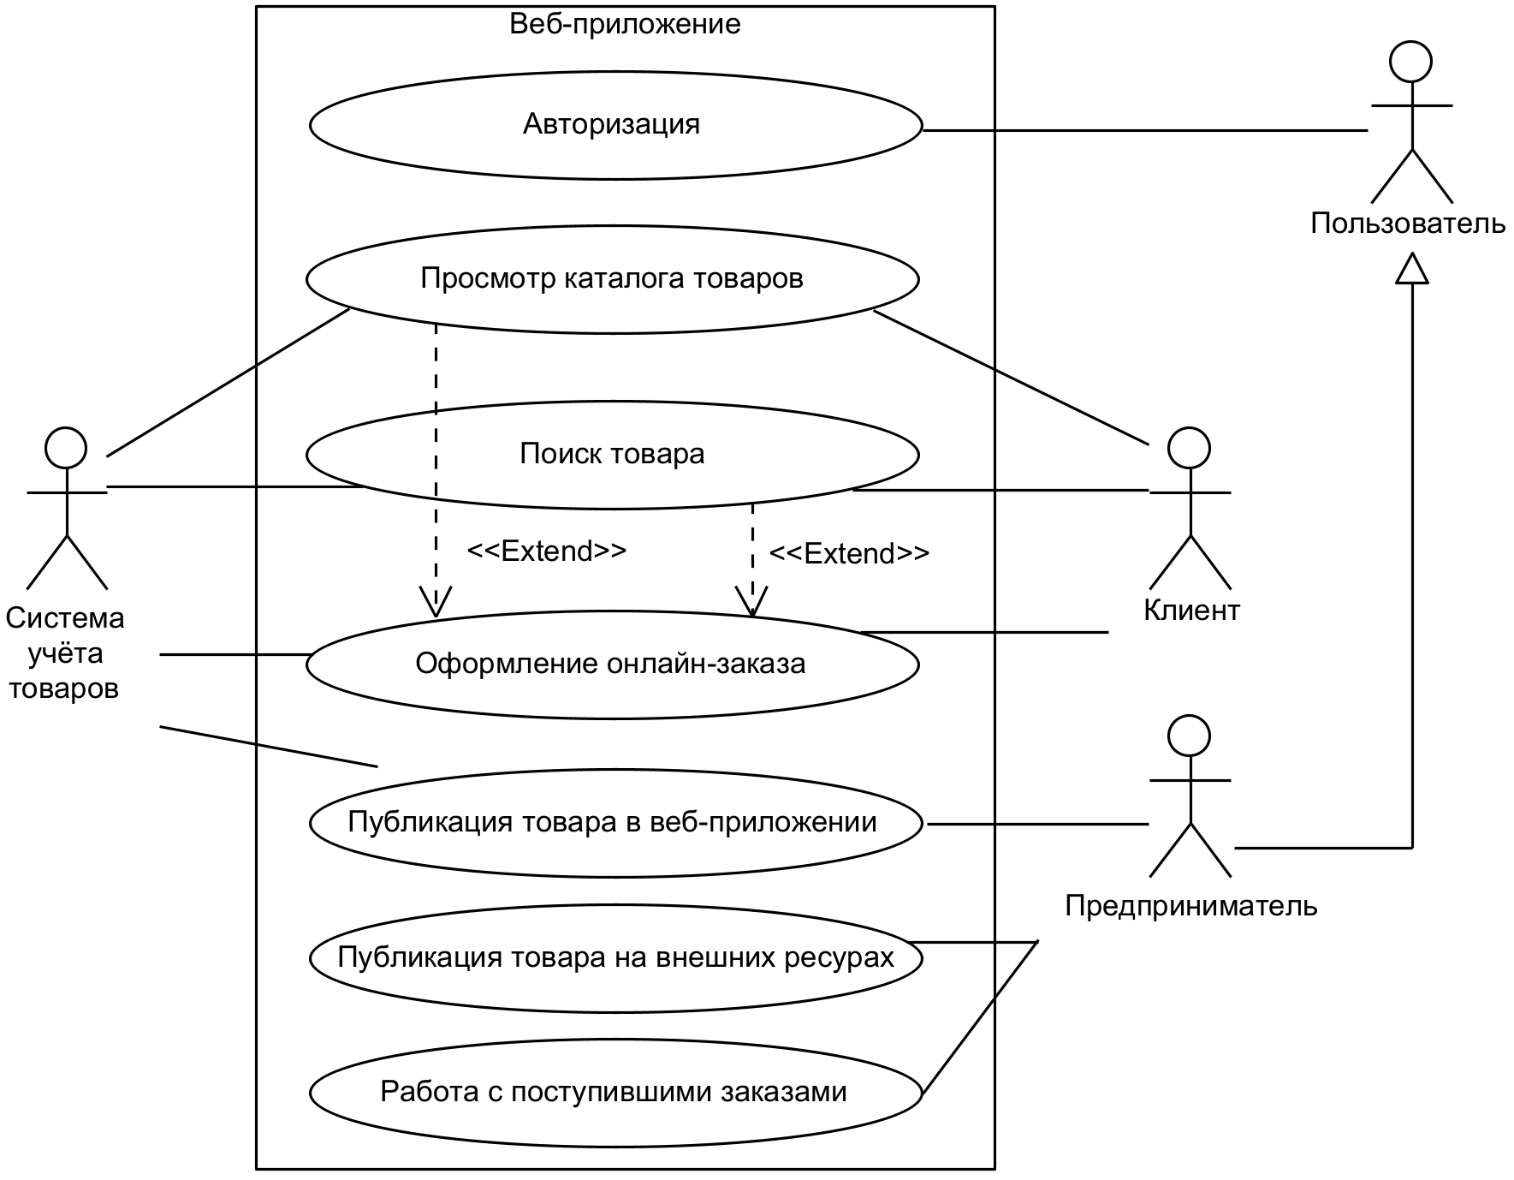 Веб-приложение
Авторизация
Пользователь
Просмотр каталога товаров
Поиск товара
<<Extend>>
<<Extend>>
Система
учёта
товаров
Клиент
Оформление онлайн-заказа
Публикация товара в веб-приложении
Предприниматель
Публикация товара на внешних ресурах
Работа с поступившими заказами